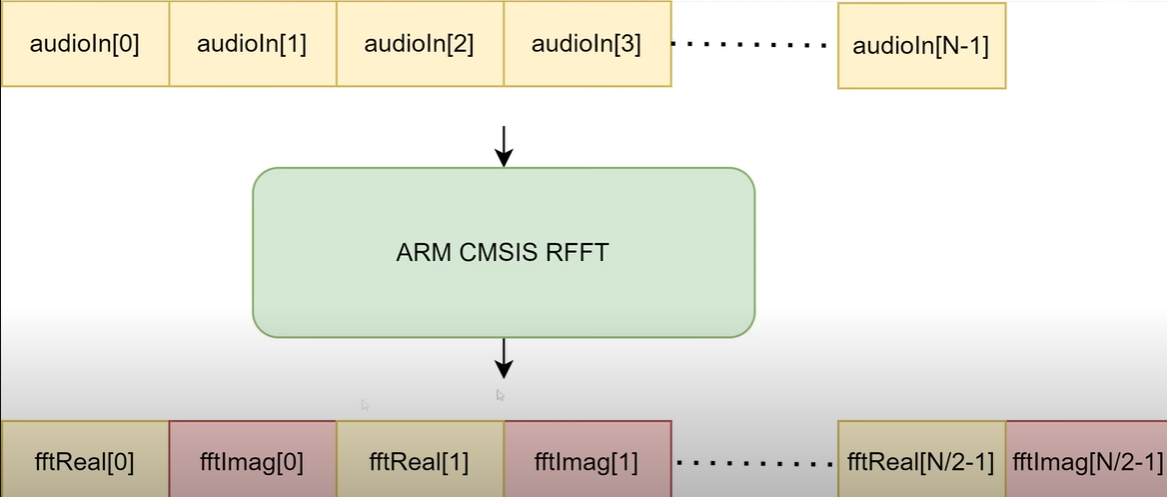 audioIn[0] audioIn[1] audioIn[2] audioIn[3] audioIn[N-1]
ARM CMSIS RFFT
fftReal[0] fftImag[0] fftReal[1] fftImag[1] fftReal[N/2-1] fftImag[N/2-1]